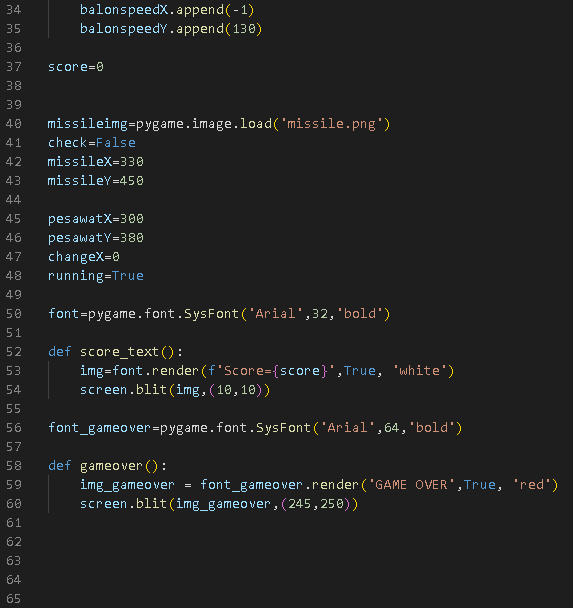 34 balonspeedX.append(-1)
35 balonspeedY.append(130)
36
37 score=0
38
39
40 missileimg=pygame.image.load('missile.png')
41 check=False
42 missileX=330
43 missileY=450
44
45 pesawatX=300
46 pesawatY=380
47 changeX=0
48 running=True
49
50 font=pygame.font.SysFont('Arial',32,'bold')
51
52 def score_text():
53 img=font.render(f'Score={score}',True, 'white')
54 screen.blit(img,(10,10))
55
56 font_gameover=pygame.font.SysFont('Arial',64,'bold')
57
58 def gameover():
59 img_gameover = font_gameover.render('GAME OVER',True, 'red')
60 screen.blit(img_gameover,(245,250))
61
62
63
64
65